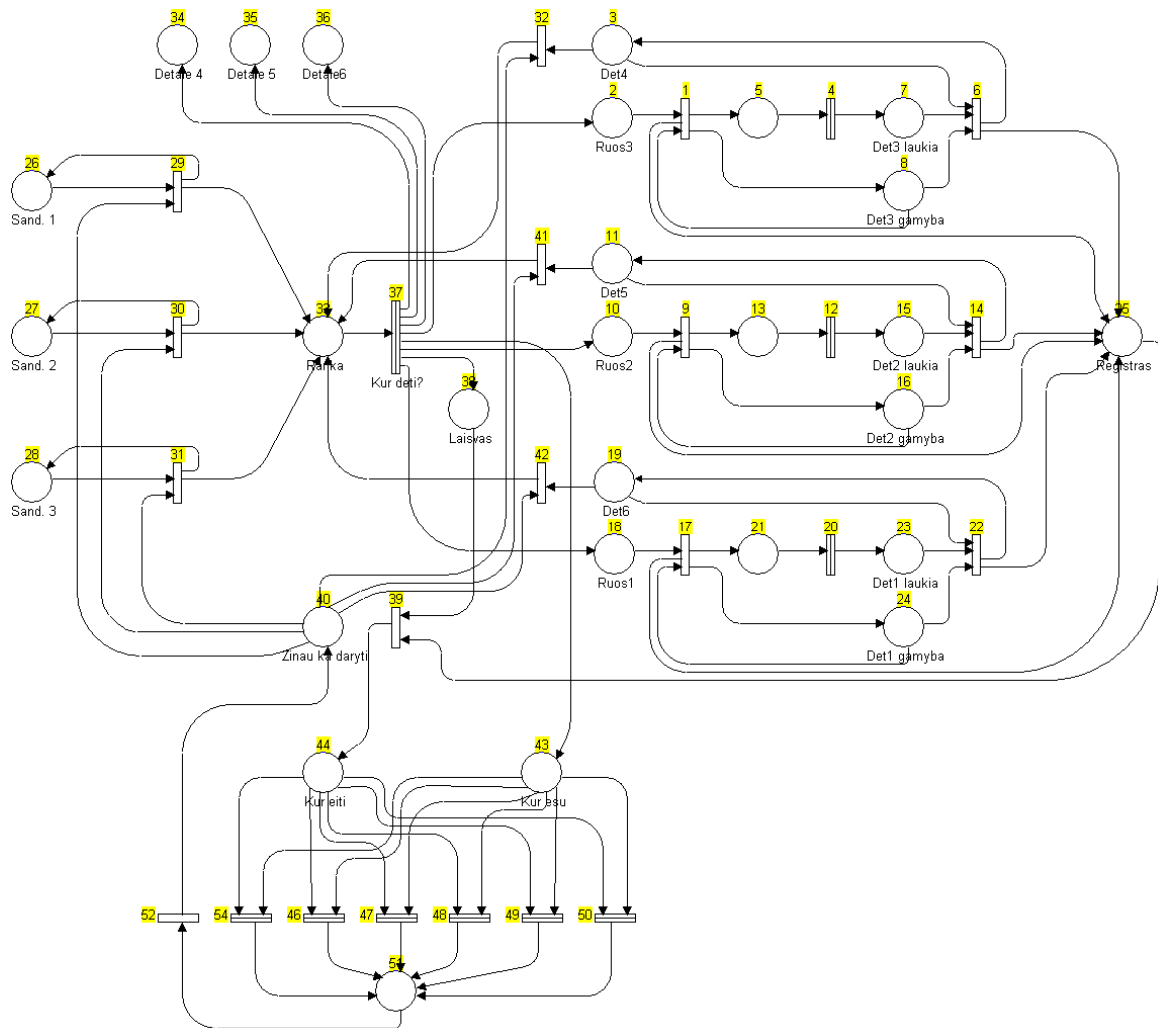 34 35 36 32 3
Detale 4 Detale 5 Detale6 Det4
2 1 5 4 7 6
Ruos3 Det3 laukia
26 29 8
Sand. 1 Det3 gamyba
41 11
37 Det5
27 30 33 10 9 13 12 15 14 35
Sand. 2 Ranka Kur deti? Ruos2 Det2 laukia Registras
38 16
Laisvas Det2 gamyba
28 31 42 19
Sand. 3 Det6
18 17 21 20 23 22
Ruos1 Det1 laukia
40 39 24
Zinau ka daryti Det1 gamyba
44 43
Kur eiti Kur esu
52 54 46 47 48 49 50
51